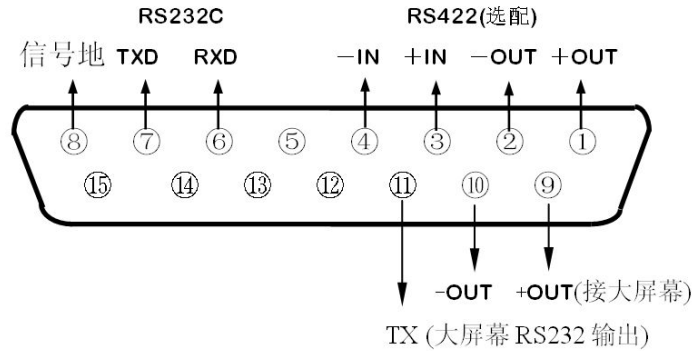 RS232C RS422(选配)
信号地 TXD RXD －IN ＋IN －OUT ＋OUT
⑧ ⑦ ⑥ ⑤ ④ ③ ② ①
⑮ ⑭ ⑬ ⑫ ⑪ ⑩ ⑨
-OUT +OUT(接大屏幕)
TX (大屏幕 RS232 输出)